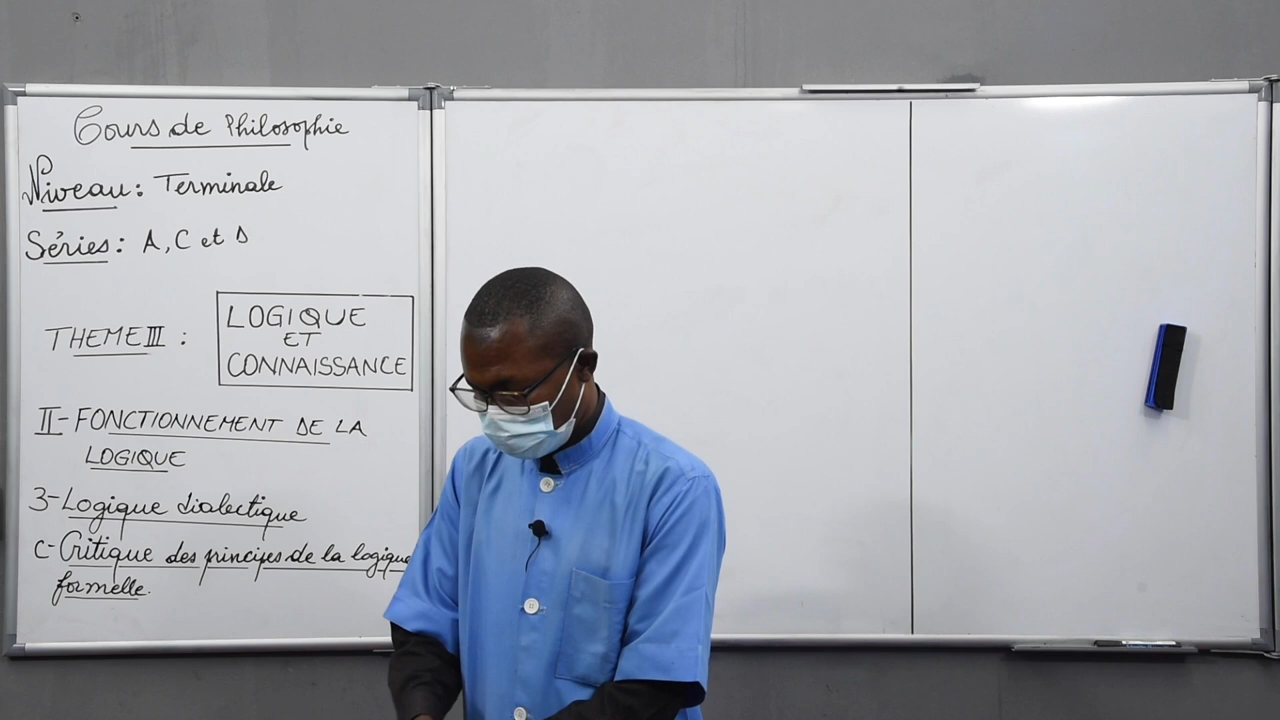 Cours de Philosophie
Niveau : Terminale
Séries : A, C et D
THEME III : LOGIQUE
ET
CONNAISSANCE
II- FONCTIONNEMENT DE LA
LOGIQUE
3- Logique dialectique
c- Critique des principes de la logique
formelle.